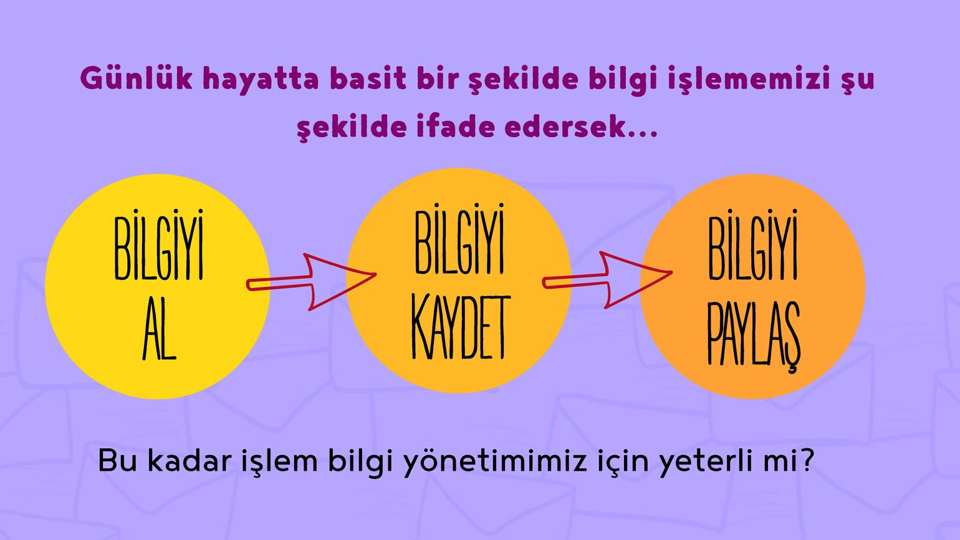 Günlük hayatta basit bir şekilde bilgi işlememizi şu
şekilde ifade edersek...
BİLGİYİ
AL
BİLGİYİ
KAYDET
BİLGİYİ
PAYLAŞ
Bu kadar işlem bilgi yönetimimiz için yeterli mi?